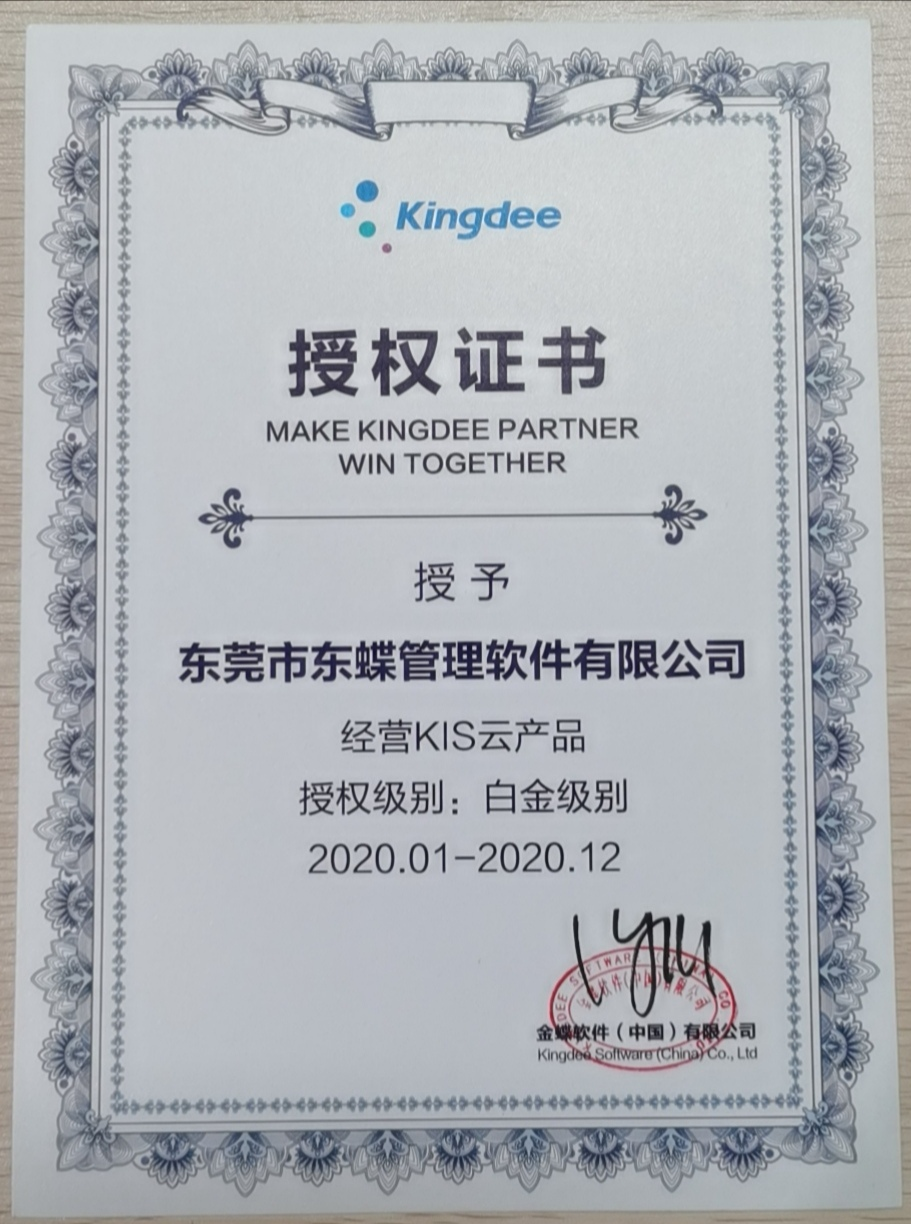 Kingdee
授权证书
MAKE KINGDEE PARTNER
WIN TOGETHER
授予
东莞市东蝶管理软件有限公司
经营KIS云产品
授权级别：白金级别
2020.01-2020.12
金蝶软件（中国）有限公司
Kingdee Software (China) Co., Ltd